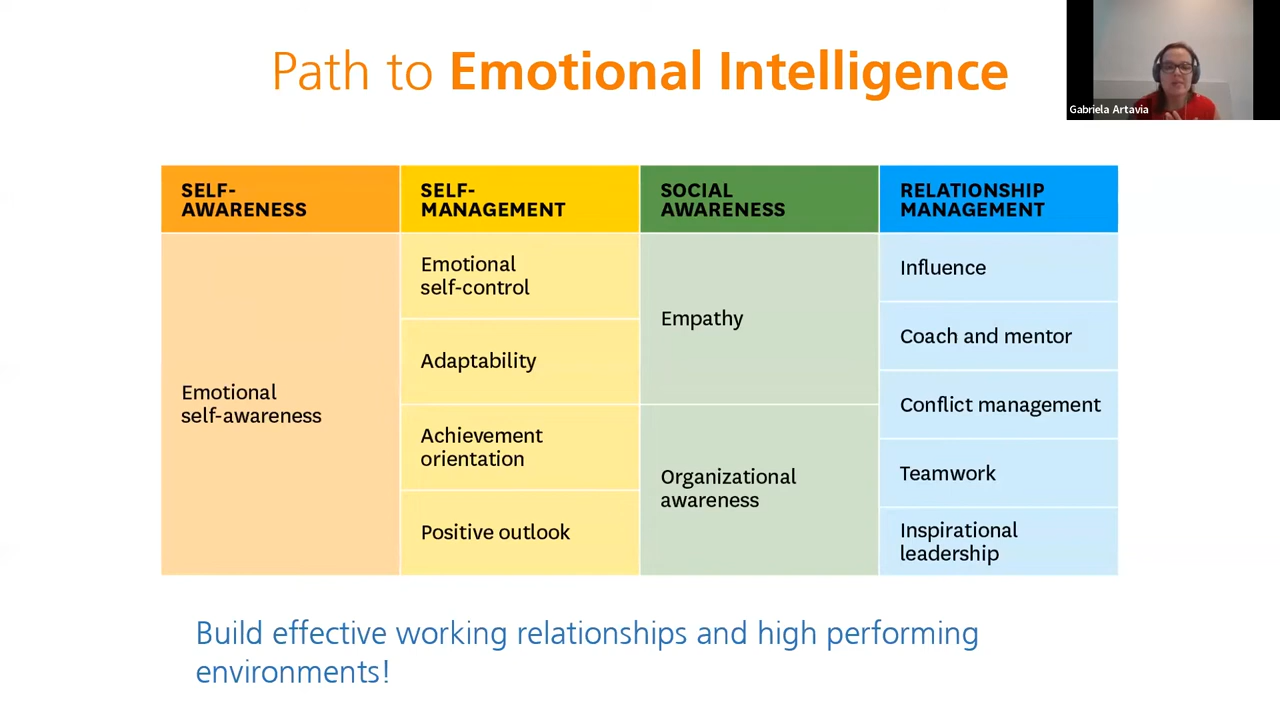 Path to Emotional Intelligence
Gabriela Artavia
SELF-
AWARENESS
SELF-
MANAGEMENT
SOCIAL
AWARENESS
RELATIONSHIP
MANAGEMENT
Emotional
self-awareness
Emotional
self-control
Adaptability
Achievement
orientation
Positive outlook
Empathy
Organizational
awareness
Influence
Coach and mentor
Conflict management
Teamwork
Inspirational
leadership
Build effective working relationships and high performing
environments!